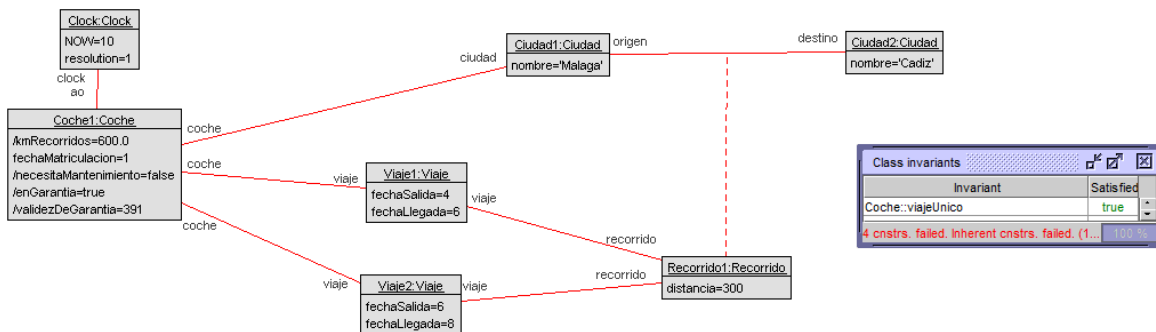 Clock:Clock
NOW=10
resolution=1
clock
ao
Coche1:Coche
/kmRecorridos=600.0
fechaMatriculacion=1
/necesitaMantenimiento=false
/enGarantia=true
/validezDeGarantia=391
coche
coche
coche
ciudad
Ciudad1:Ciudad
nombre='Malaga'
origen
destino
Ciudad2:Ciudad
nombre='Cadiz'
viaje
Viaje1:Viaje
fechaSalida=4
fechaLlegada=6
viaje
recorrido
viaje
Viaje2:Viaje
fechaSalida=6
fechaLlegada=8
viaje
recorrido
Recorrido1:Recorrido
distancia=300
Class invariants
Invariant Satisfied
Coche::viajeUnico true
4 cnstrs. failed. Inherent cnstrs. failed. (1... 100 %